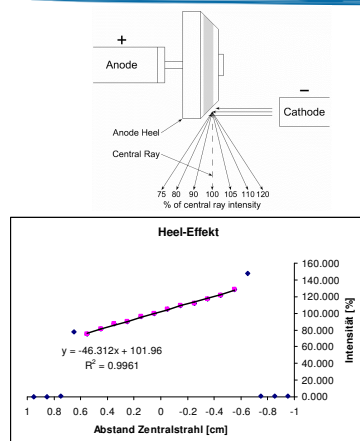 +
Anode
−
Cathode
Anode Heel
Central Ray
75 80 90 100 105 110 120
% of central ray intensity
Heel-Effekt
160.000
140.000
120.000
100.000
80.000
60.000
40.000
20.000
0.000
Intensität [%]
y = -46.312x + 101.96
R² = 0.9961
1 0.8 0.6 0.4 0.2 0 -0.2 -0.4 -0.6 -0.8 -1
Abstand Zentralstrahl [cm]